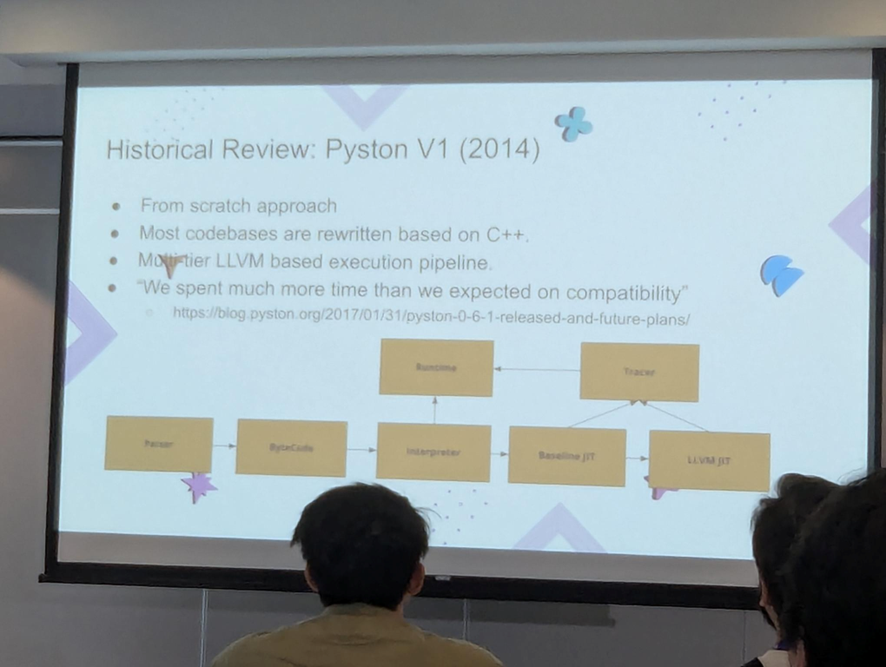 Historical Review: Pyston V1 (2014)
From scratch approach
Most codebases are rewritten based on C++.
Multi-tier LLVM based execution pipeline.
“We spent much more time than we expected on compatibility”
https://blog.pyston.org/2017/01/31/pyston-0-6-1-released-and-future-plans/
Runtime
Tracer
Parser
ByteCode
Interpreter
Baseline JIT
LLVM JIT